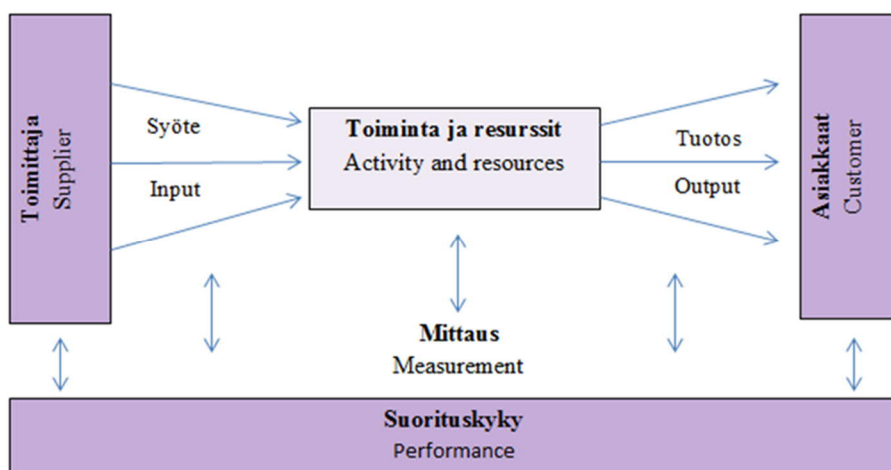 Toimittaja
Supplier
Syöte
Input
Toiminta ja resurssit
Activity and resources
Tuotos
Output
Asiakkaat
Customer
Mittaus
Measurement
Suorituskyky
Performance